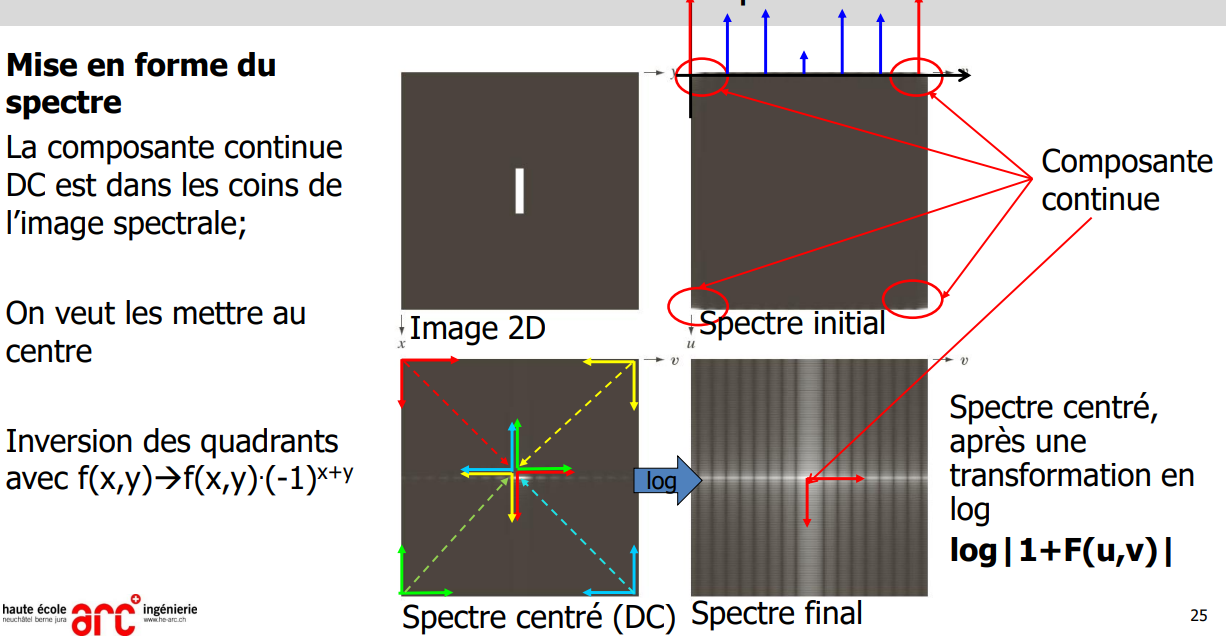 Mise en forme du
spectre
La composante continue
DC est dans les coins de
l’image spectrale;
On veut les mettre au
centre
Inversion des quadrants
avec f(x,y)→f(x,y)·(-1)x+y
Image 2D
x
Spectre initial
u
Composante
continue
v
v
log
Spectre centré (DC)
Spectre final
Spectre centré,
après une
transformation en
log
log|1+F(u,v)|
haute école
neuchâtel berne jura
arc
ingénierie
www.he-arc.ch
25